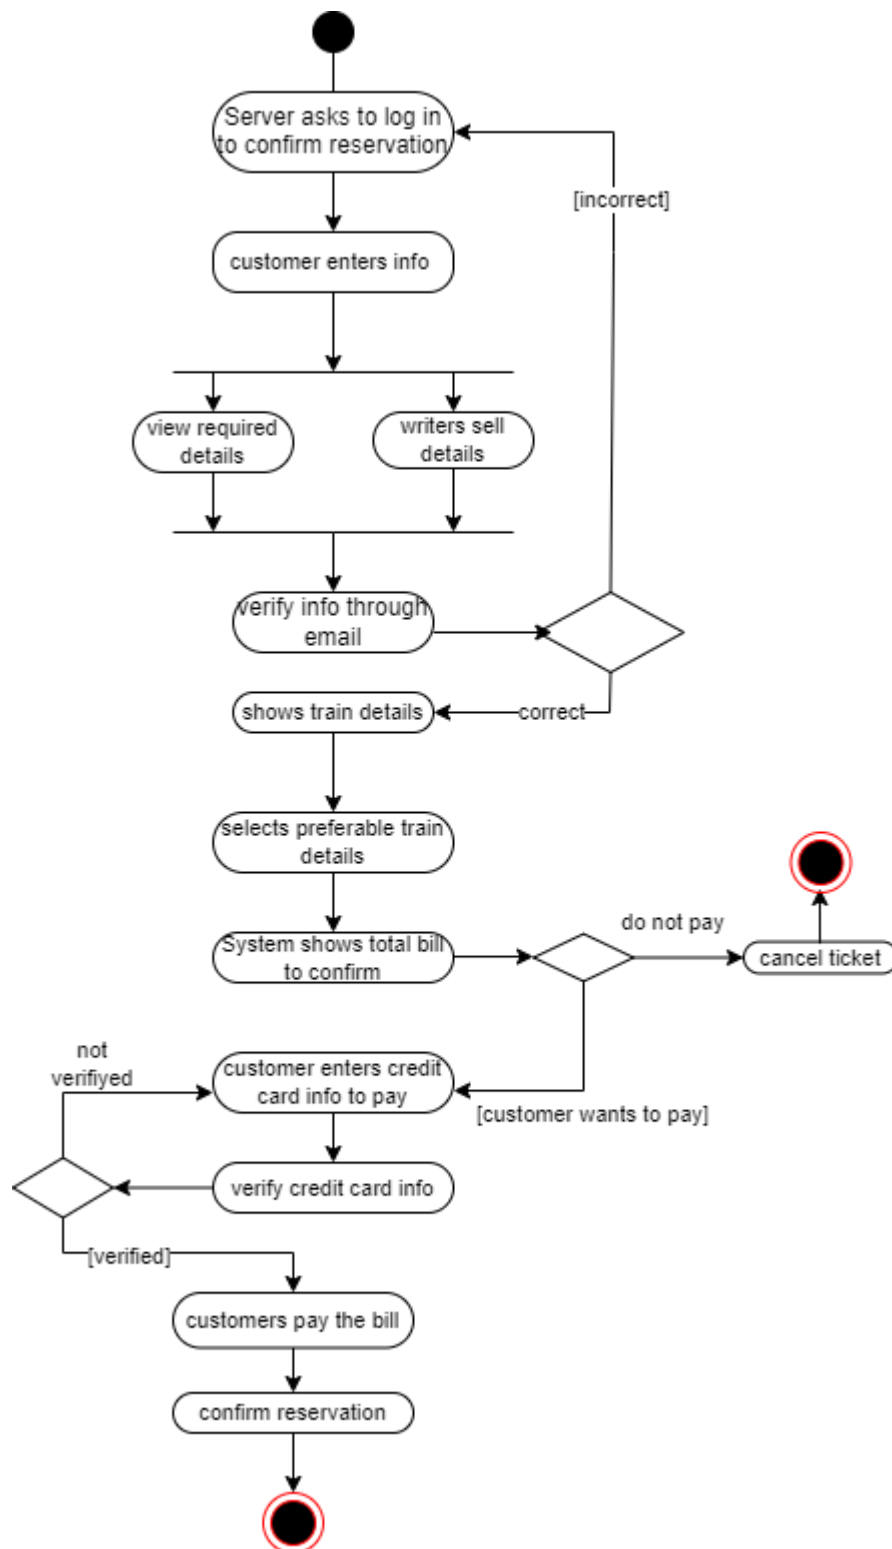 Server asks to log in
to confirm reservation
[incorrect]
customer enters info
view required
details
writers sell
details
verify info through
email
shows train details
correct
selects preferable train
details
do not pay
System shows total bill
to confirm
cancel ticket
not
verifiyed
customer enters credit
card info to pay
[customer wants to pay]
verify credit card info
[verified]
customers pay the bill
confirm reservation